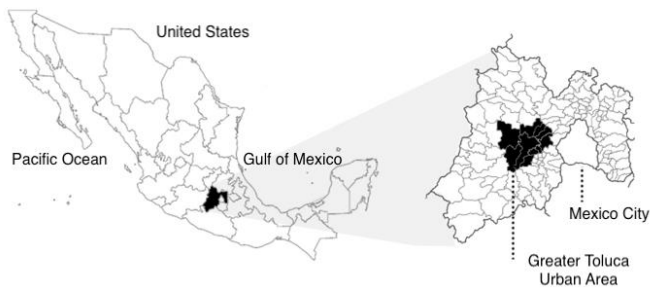 United States
Pacific Ocean
Gulf of Mexico
Mexico City
Greater Toluca
Urban Area